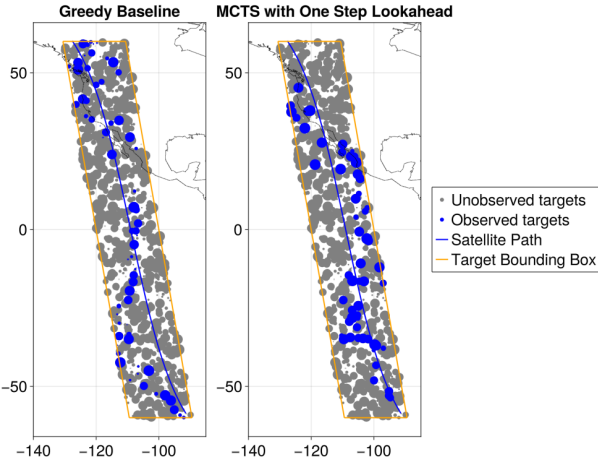 Greedy Baseline
MCTS with One Step Lookahead
50
0
−50
−140
−120
−100
50
0
−50
−140
−120
−100
Unobserved targets
Observed targets
Satellite Path
Target Bounding Box